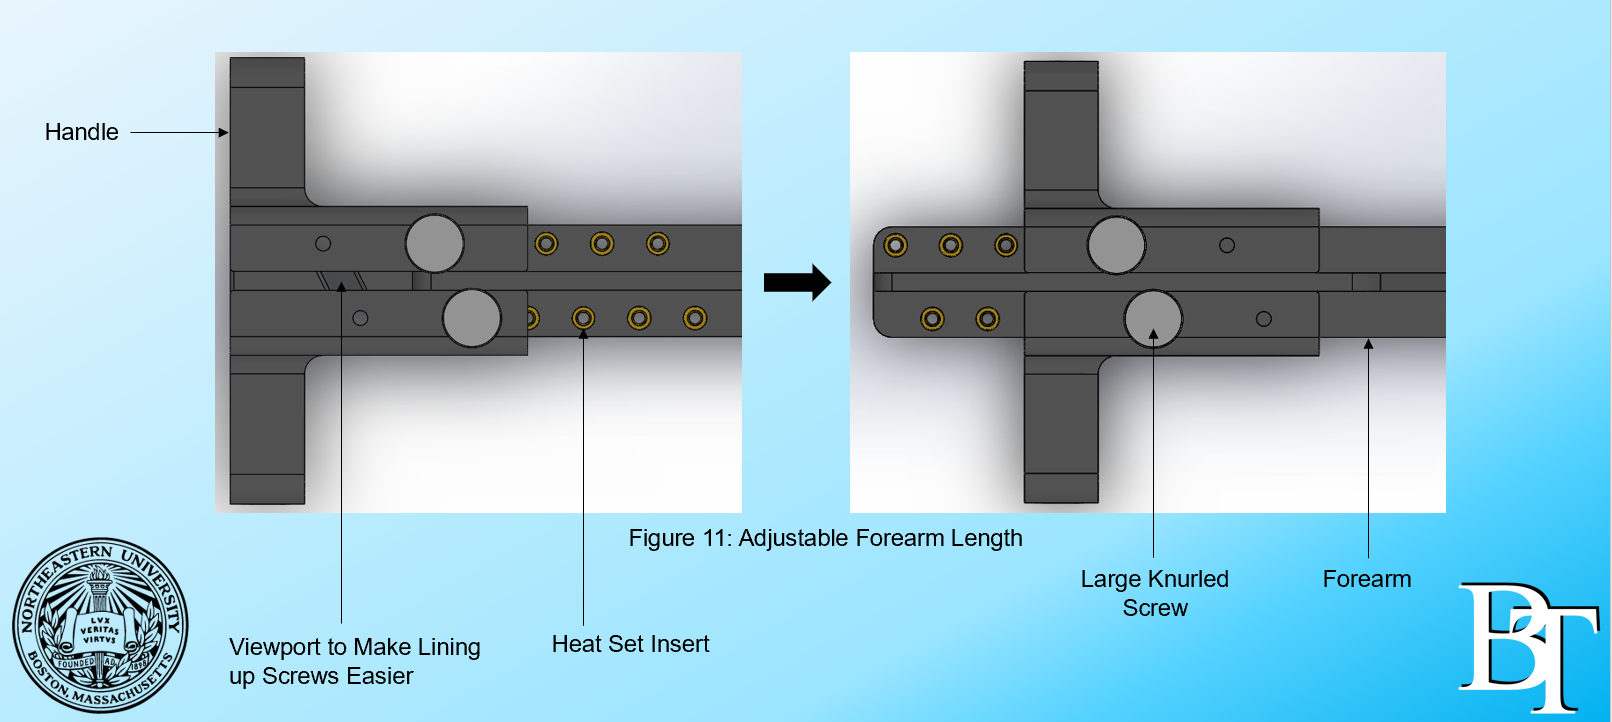 Handle
Figure 11: Adjustable Forearm Length
Viewport to Make Lining
up Screws Easier
Heat Set Insert
Large Knurled
Screw
Forearm
NORTHEASTERN UNIVERSITY
LVX
VERITAS
VIRTVS
FOUNDED AD 1898
BOSTON, MASSACHUSETTS
BT